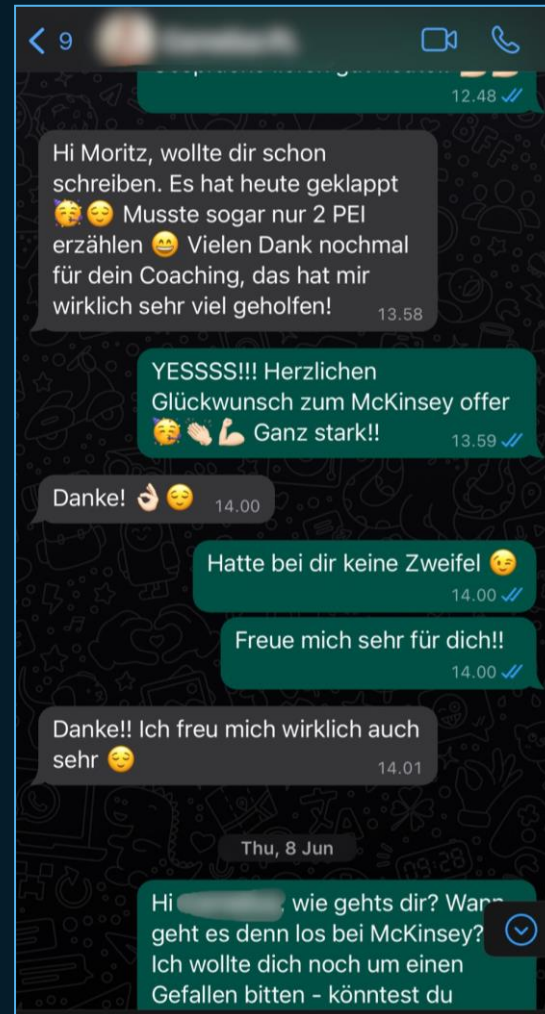 9
12.48
Hi Moritz, wollte dir schon
schreiben. Es hat heute geklappt
🥳😌 Musste sogar nur 2 PEI
erzählen 😁 Vielen Dank nochmal
für dein Coaching, das hat mir
wirklich sehr viel geholfen!
13.58
YESSSS!!! Herzlichen
Glückwunsch zum McKinsey offer
🥳👏🏻💪🏻 Ganz stark!!
13.59
Danke! 👌🏻😌
14.00
Hatte bei dir keine Zweifel 😉
14.00
Freue mich sehr für dich!!
14.00
Danke!! Ich freu mich wirklich auch
sehr 😌
14.01
Thu, 8 Jun
Hi , wie gehts dir? Wann
geht es denn los bei McKinsey?
Ich wollte dich noch um einen
Gefallen bitten - könntest du